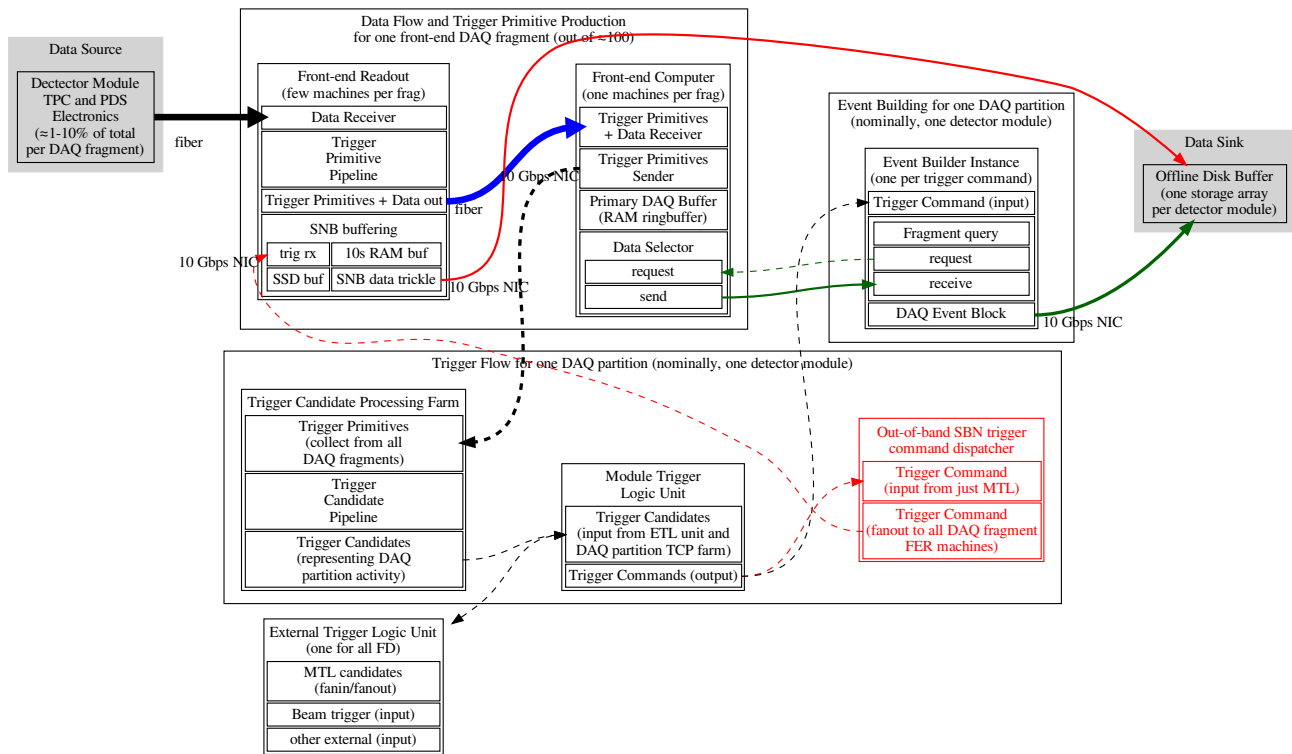 Data Flow and Trigger Primitive Production
for one front-end DAQ fragment (out of ≈100)
Data Source
Dectector Module
TPC and PDS
Electronics
(≈1-10% of total
per DAQ fragment)
fiber
Front-end Readout
(few machines per frag)
Data Receiver
Trigger
Primitive
Pipeline
Trigger Primitives + Data out
fiber
SNB buffering
trig rx
10s RAM buf
SSD buf
SNB data trickle
10 Gbps NIC
10 Gbps NIC
10 Gbps NIC
Front-end Computer
(one machines per frag)
Trigger Primitives
+ Data Receiver
Trigger Primitives
Sender
Primary DAQ Buffer
(RAM ringbuffer)
Data Selector
request
send
Event Building for one DAQ partition
(nominally, one detector module)
Event Builder Instance
(one per trigger command)
Trigger Command (input)
Fragment query
request
receive
DAQ Event Block
10 Gbps NIC
Data Sink
Offline Disk Buffer
(one storage array
per detector module)
Trigger Flow for one DAQ partition (nominally, one detector module)
Trigger Candidate Processing Farm
Trigger Primitives
(collect from all
DAQ fragments)
Trigger
Candidate
Pipeline
Trigger Candidates
(representing DAQ
partition activity)
Module Trigger
Logic Unit
Trigger Candidates
(input from ETL unit and
DAQ partition TCP farm)
Trigger Commands (output)
Out-of-band SBN trigger
command dispatcher
Trigger Command
(input from just MTL)
Trigger Command
(fanout to all DAQ fragment
FER machines)
External Trigger Logic Unit
(one for all FD)
MTL candidates
(fanin/fanout)
Beam trigger (input)
other external (input)